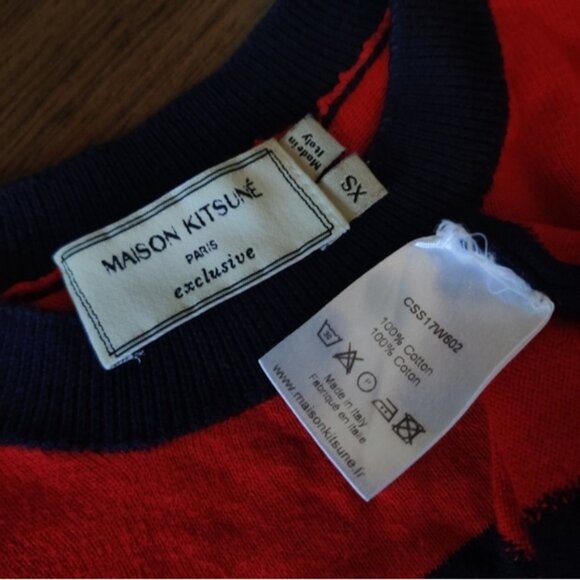 MAISON KITSUNÉ
PARIS
exclusive
Made in
Italy
XS
CSS17W602
100% Cotton
100% Coton
30
P
Made in Italy
Fabriqué en Italie
www.maisonkitsune.fr